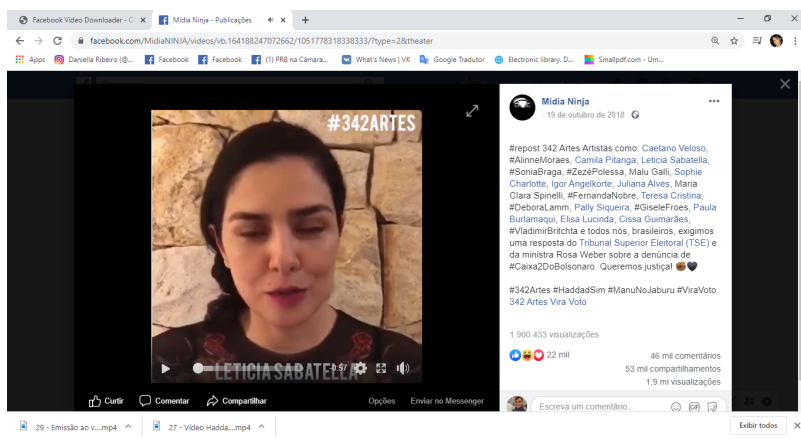 Facebook Video Downloader - O
Mídia Ninja - Publicações
facebook.com/MidiaNINJA/videos/vb.164188247072662/1051778318338333/?type=2&theater
Apps
Daniella Ribeiro (@...
Facebook
Facebook
(1) PRB na Câmara...
What's News | VK
Google Tradutor
Electronic library. D...
Smallpdf.com - Um...
#342ARTES
LETICIA SABATELLA
-0:57
Curtir
Comentar
Compartilhar
Opções
Enviar no Messenger
Mídia Ninja
19 de outubro de 2018 ·
#repost 342 Artes Artistas como: Caetano Veloso,
#AlinneMoraes, Camila Pitanga, Leticia Sabatella,
#SoniaBraga, #ZezéPolessa, Malu Galli, Sophie
Charlotte, Igor Angelkorte, Juliana Alves, Maria
Clara Spinelli, #FernandaNobre, Teresa Cristina,
#DeboraLamm, Pally Siqueira, #GiseleFroes, Paula
Burlamaqui, Elisa Lucinda, Cissa Guimarães,
#VladimirBritchta e todos nós, brasileiros, exigimos
uma resposta do Tribunal Superior Eleitoral (TSE) e
da ministra Rosa Weber sobre a denúncia de
#Caixa2DoBolsonaro. Queremos justiça! ✊🏾🖤
#342Artes #HaddadSim #ManuNoJaburu #ViraVoto
342 Artes Vira Voto
1.900.433 visualizações
22 mil
46 mil comentários
53 mil compartilhamentos
1,9 mi visualizações
Escreva um comentário...
GIF
29 - Emissão ao v....mp4
27 - Vídeo Hadda....mp4
Exibir todos